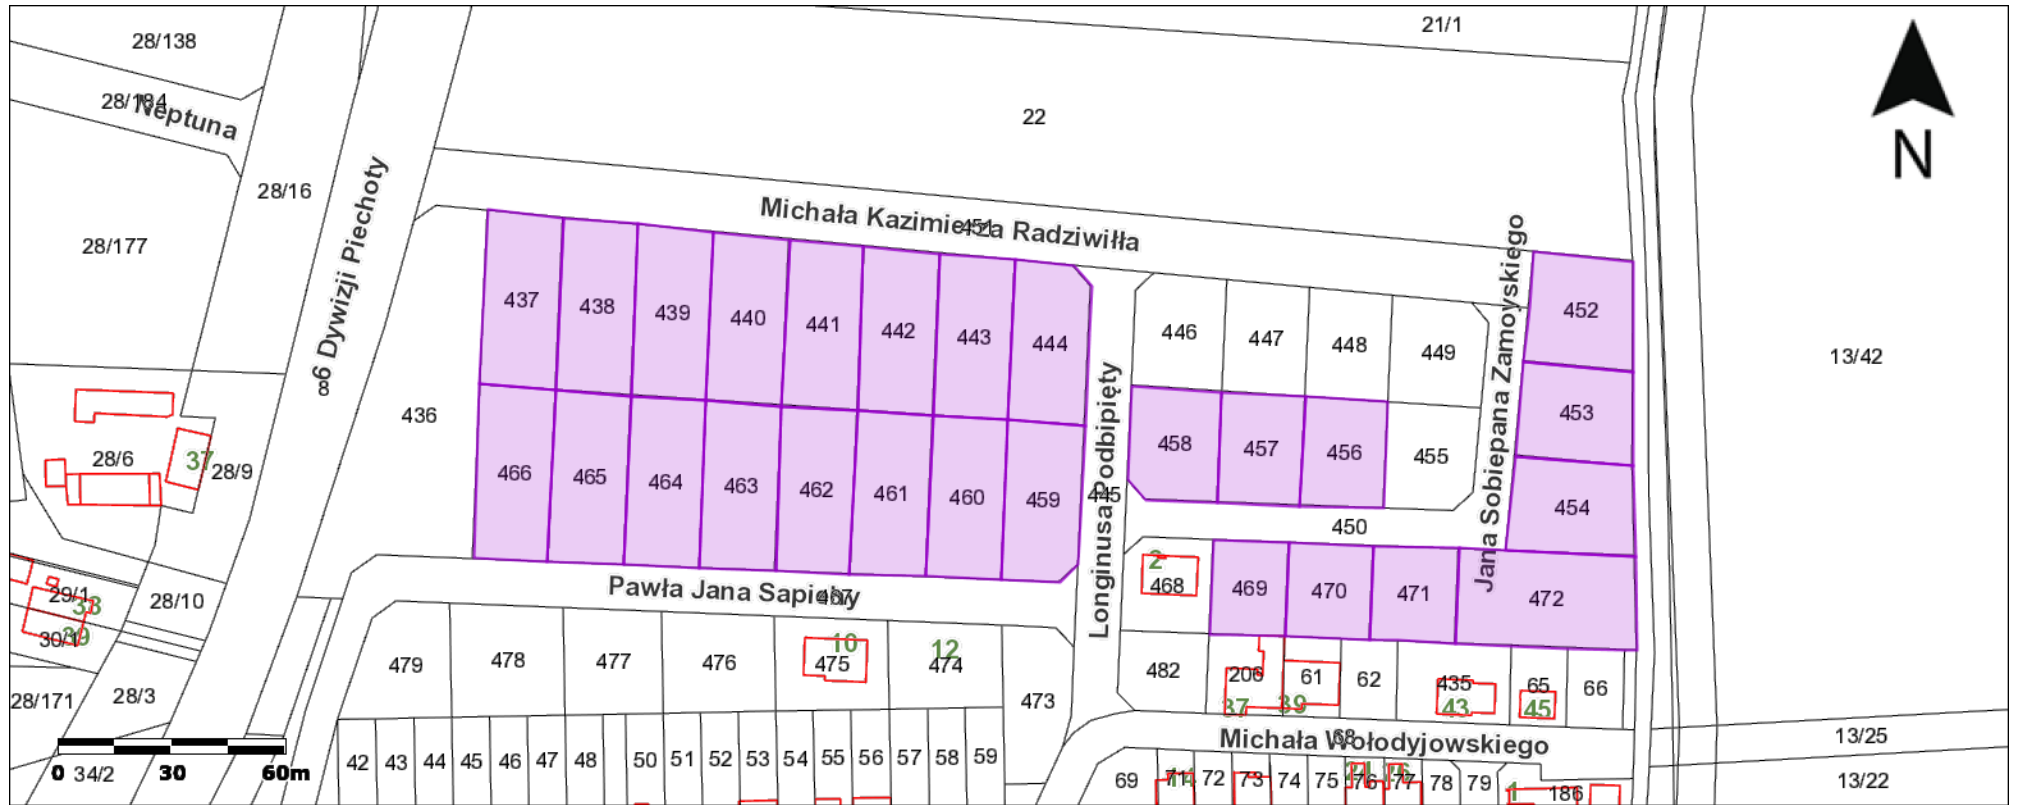 21/1
28/138
28/184
Neptuna
22
N
28/16
28/177
86 Dywizji Piechoty
8
Michała Kazimierza Radziwiłła
451
437 438 439 440 441 442 443 444
446 447 448 449
Jana Sobiepana Zamoyskiego
452
13/42
436
453
458 457 456 455
Longinusa Podbipięty
445
28/6
37
28/9
466 465 464 463 462 461 460 459
454
450
2
468
469 470 471 472
Pawła Jana Sapiehy
467
29/1
33
28/10
30/1
39
479 478 477 476
10
475
12
474
473
482 206 61 62 435 65 66
37 39 43 45
28/171
28/3
Michała Wołodyjowskiego
68
13/25
42 43 44 45 46 47 48 50 51 52 53 54 55 56 57 58 59
0 30 60m
34/2
69 71 72 73 74 75 76 77 78 79
1
186
13/22